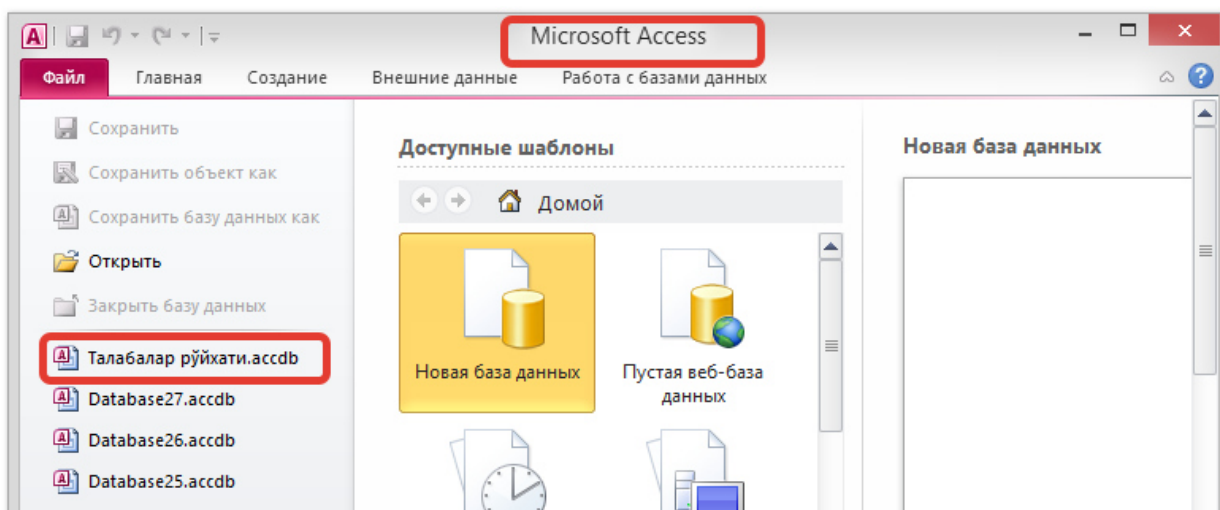 Microsoft Access
Файл Главная Создание Внешние данные Работа с базами данных
Сохранить
Сохранить объект как
Сохранить базу данных как
Открыть
Закрыть базу данных
Талабалар рўйхати.accdb
Database27.accdb
Database26.accdb
Database25.accdb
Доступные шаблоны
Домой
Новая база данных
Пустая веб-база
данных
Новая база данных